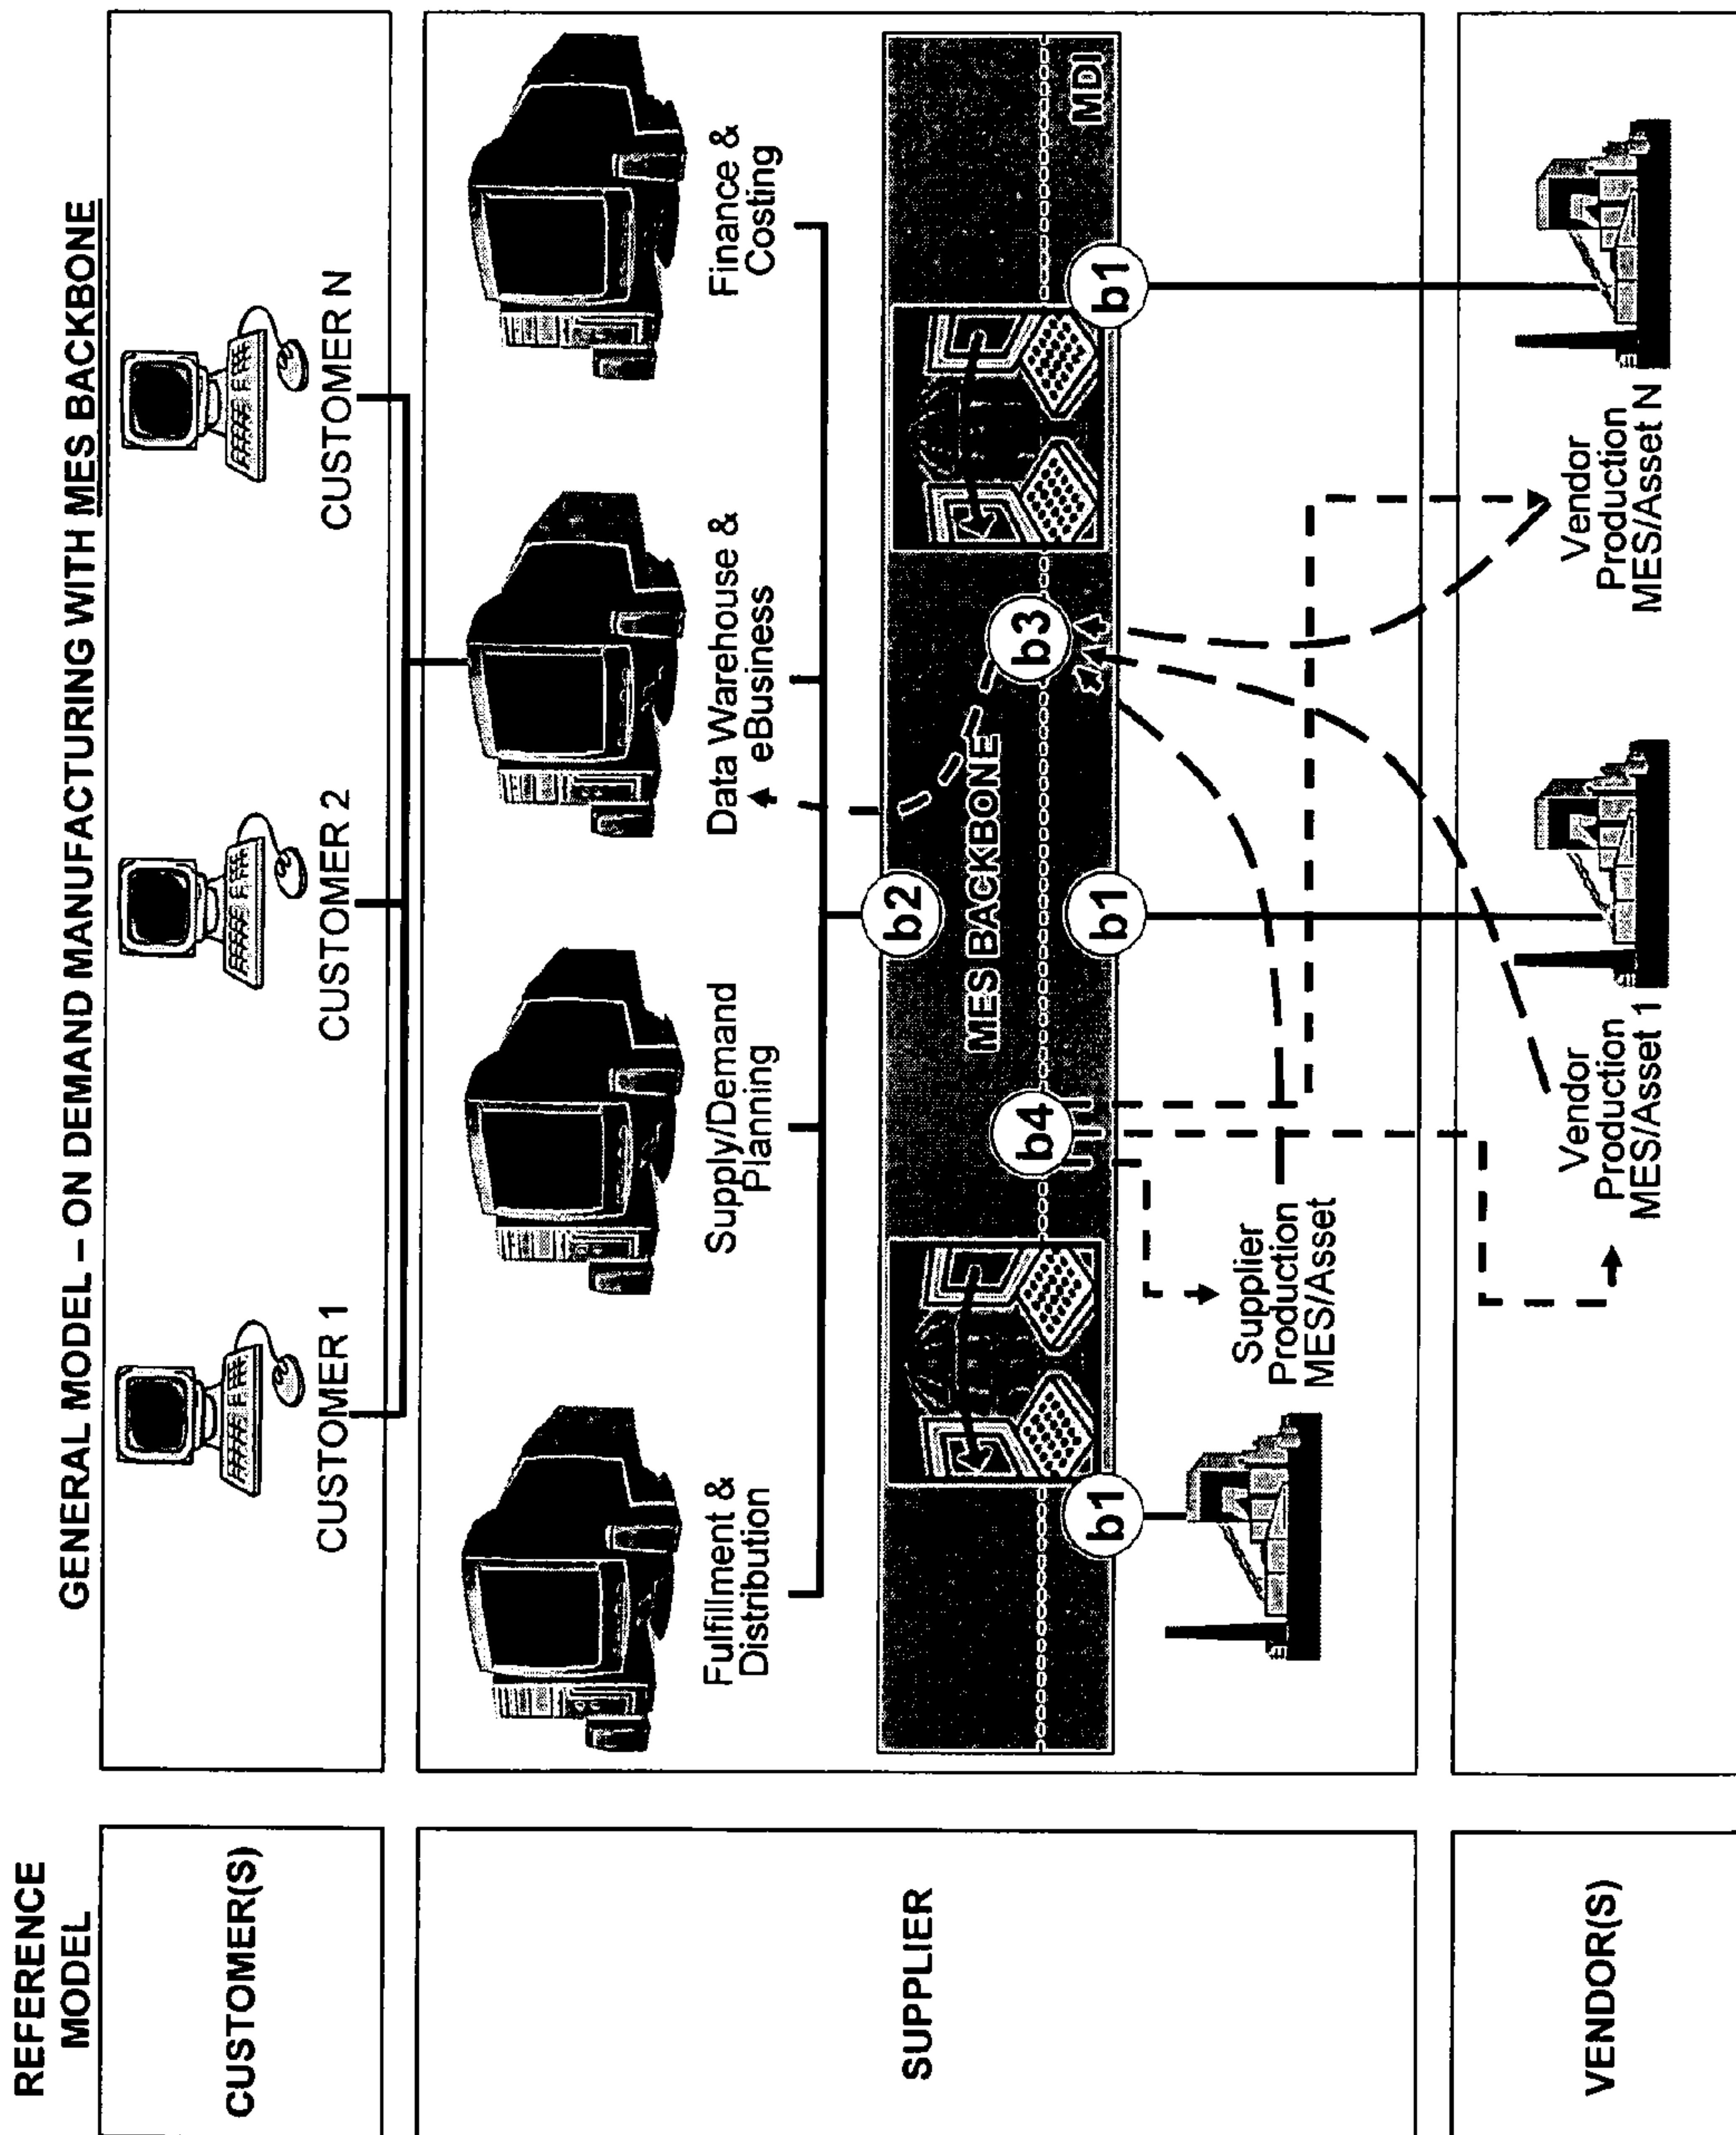 GENERAL MODEL – ON DEMAND MANUFACTURING WITH MES BACKBONE
REFERENCE
MODEL
CUSTOMER(S)
CUSTOMER 1
CUSTOMER 2
CUSTOMER N
SUPPLIER
Fulfillment &
Distribution
Supply/Demand
Planning
Data Warehouse &
eBusiness
Finance &
Costing
b2
MES BACKBONE
b4
b3
MDI
b1
b1
b1
Supplier
Production
MES/Asset
VENDOR(S)
Vendor
Production
MES/Asset 1
Vendor
Production
MES/Asset N